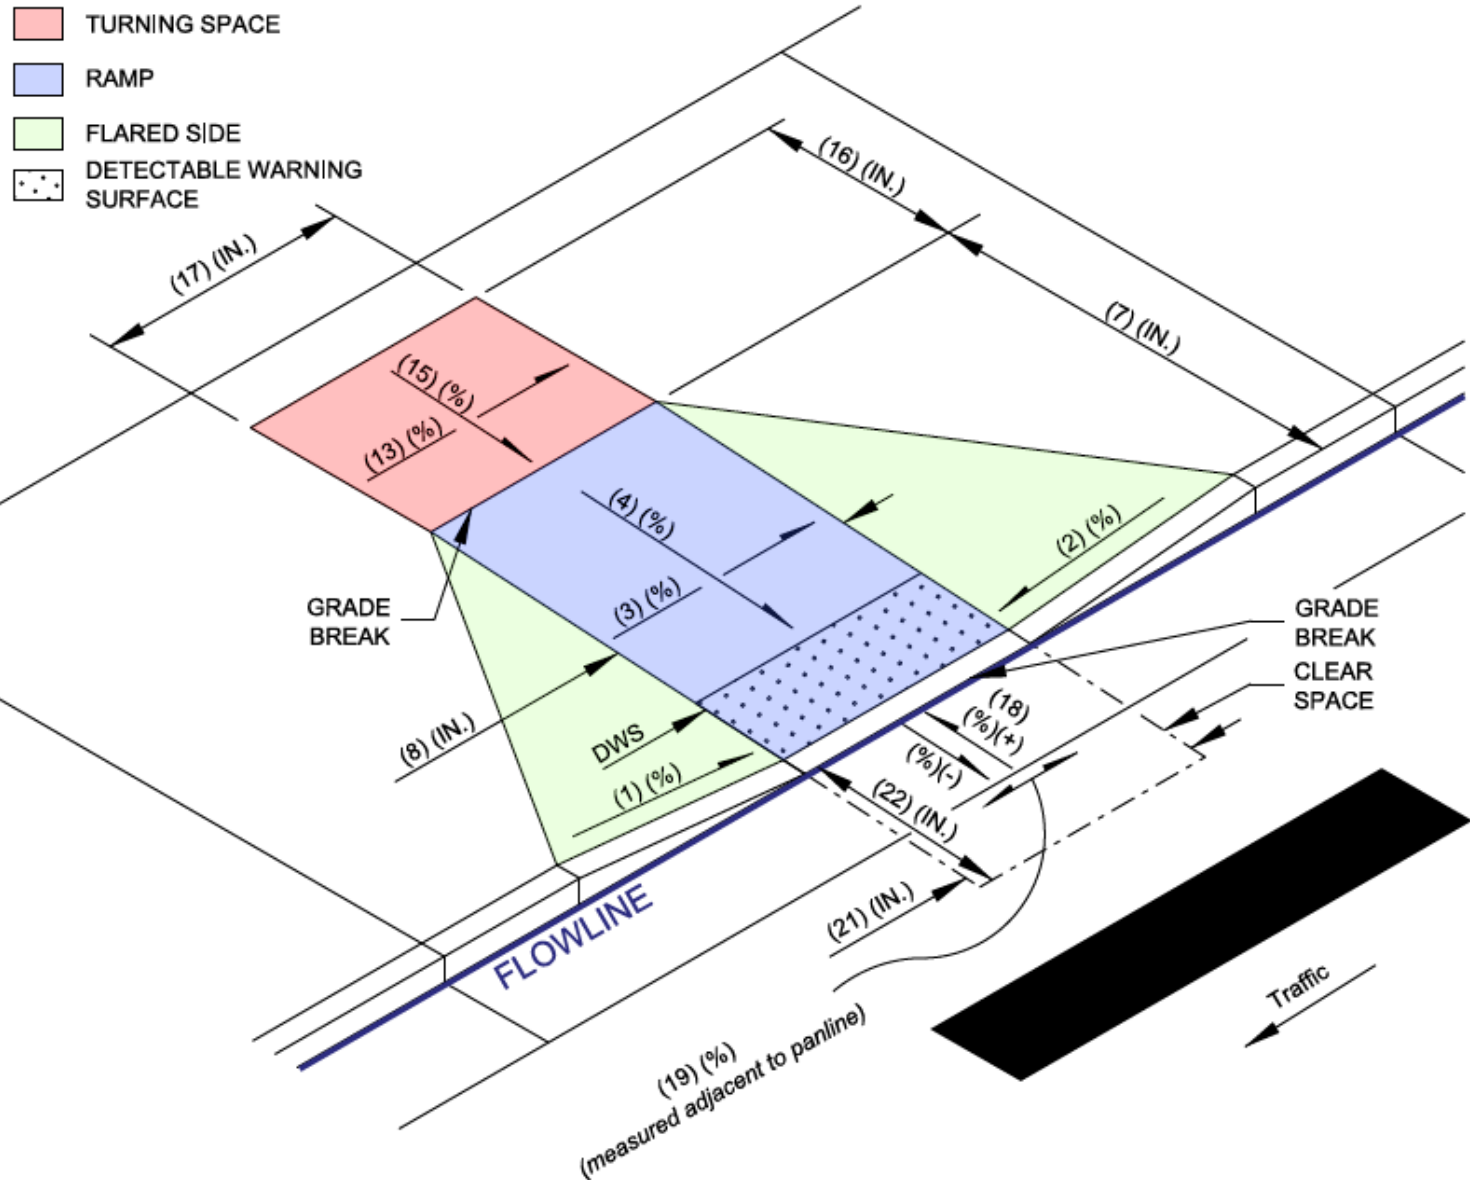 TURNING SPACE
RAMP
FLARED SIDE
DETECTABLE WARNING
SURFACE
(16) (IN.)
(17) (IN.)
(7) (IN.)
(15) (%)
(13) (%)
(4) (%)
(2) (%)
(3) (%)
GRADE
BREAK
GRADE
BREAK
CLEAR
SPACE
(8) (IN.)
DWS
(18)
(%)(+)
(%)(-)
(1) (%)
(22) (IN.)
(21) (IN.)
FLOWLINE
Traffic
(19) (%)
(measured adjacent to panline)